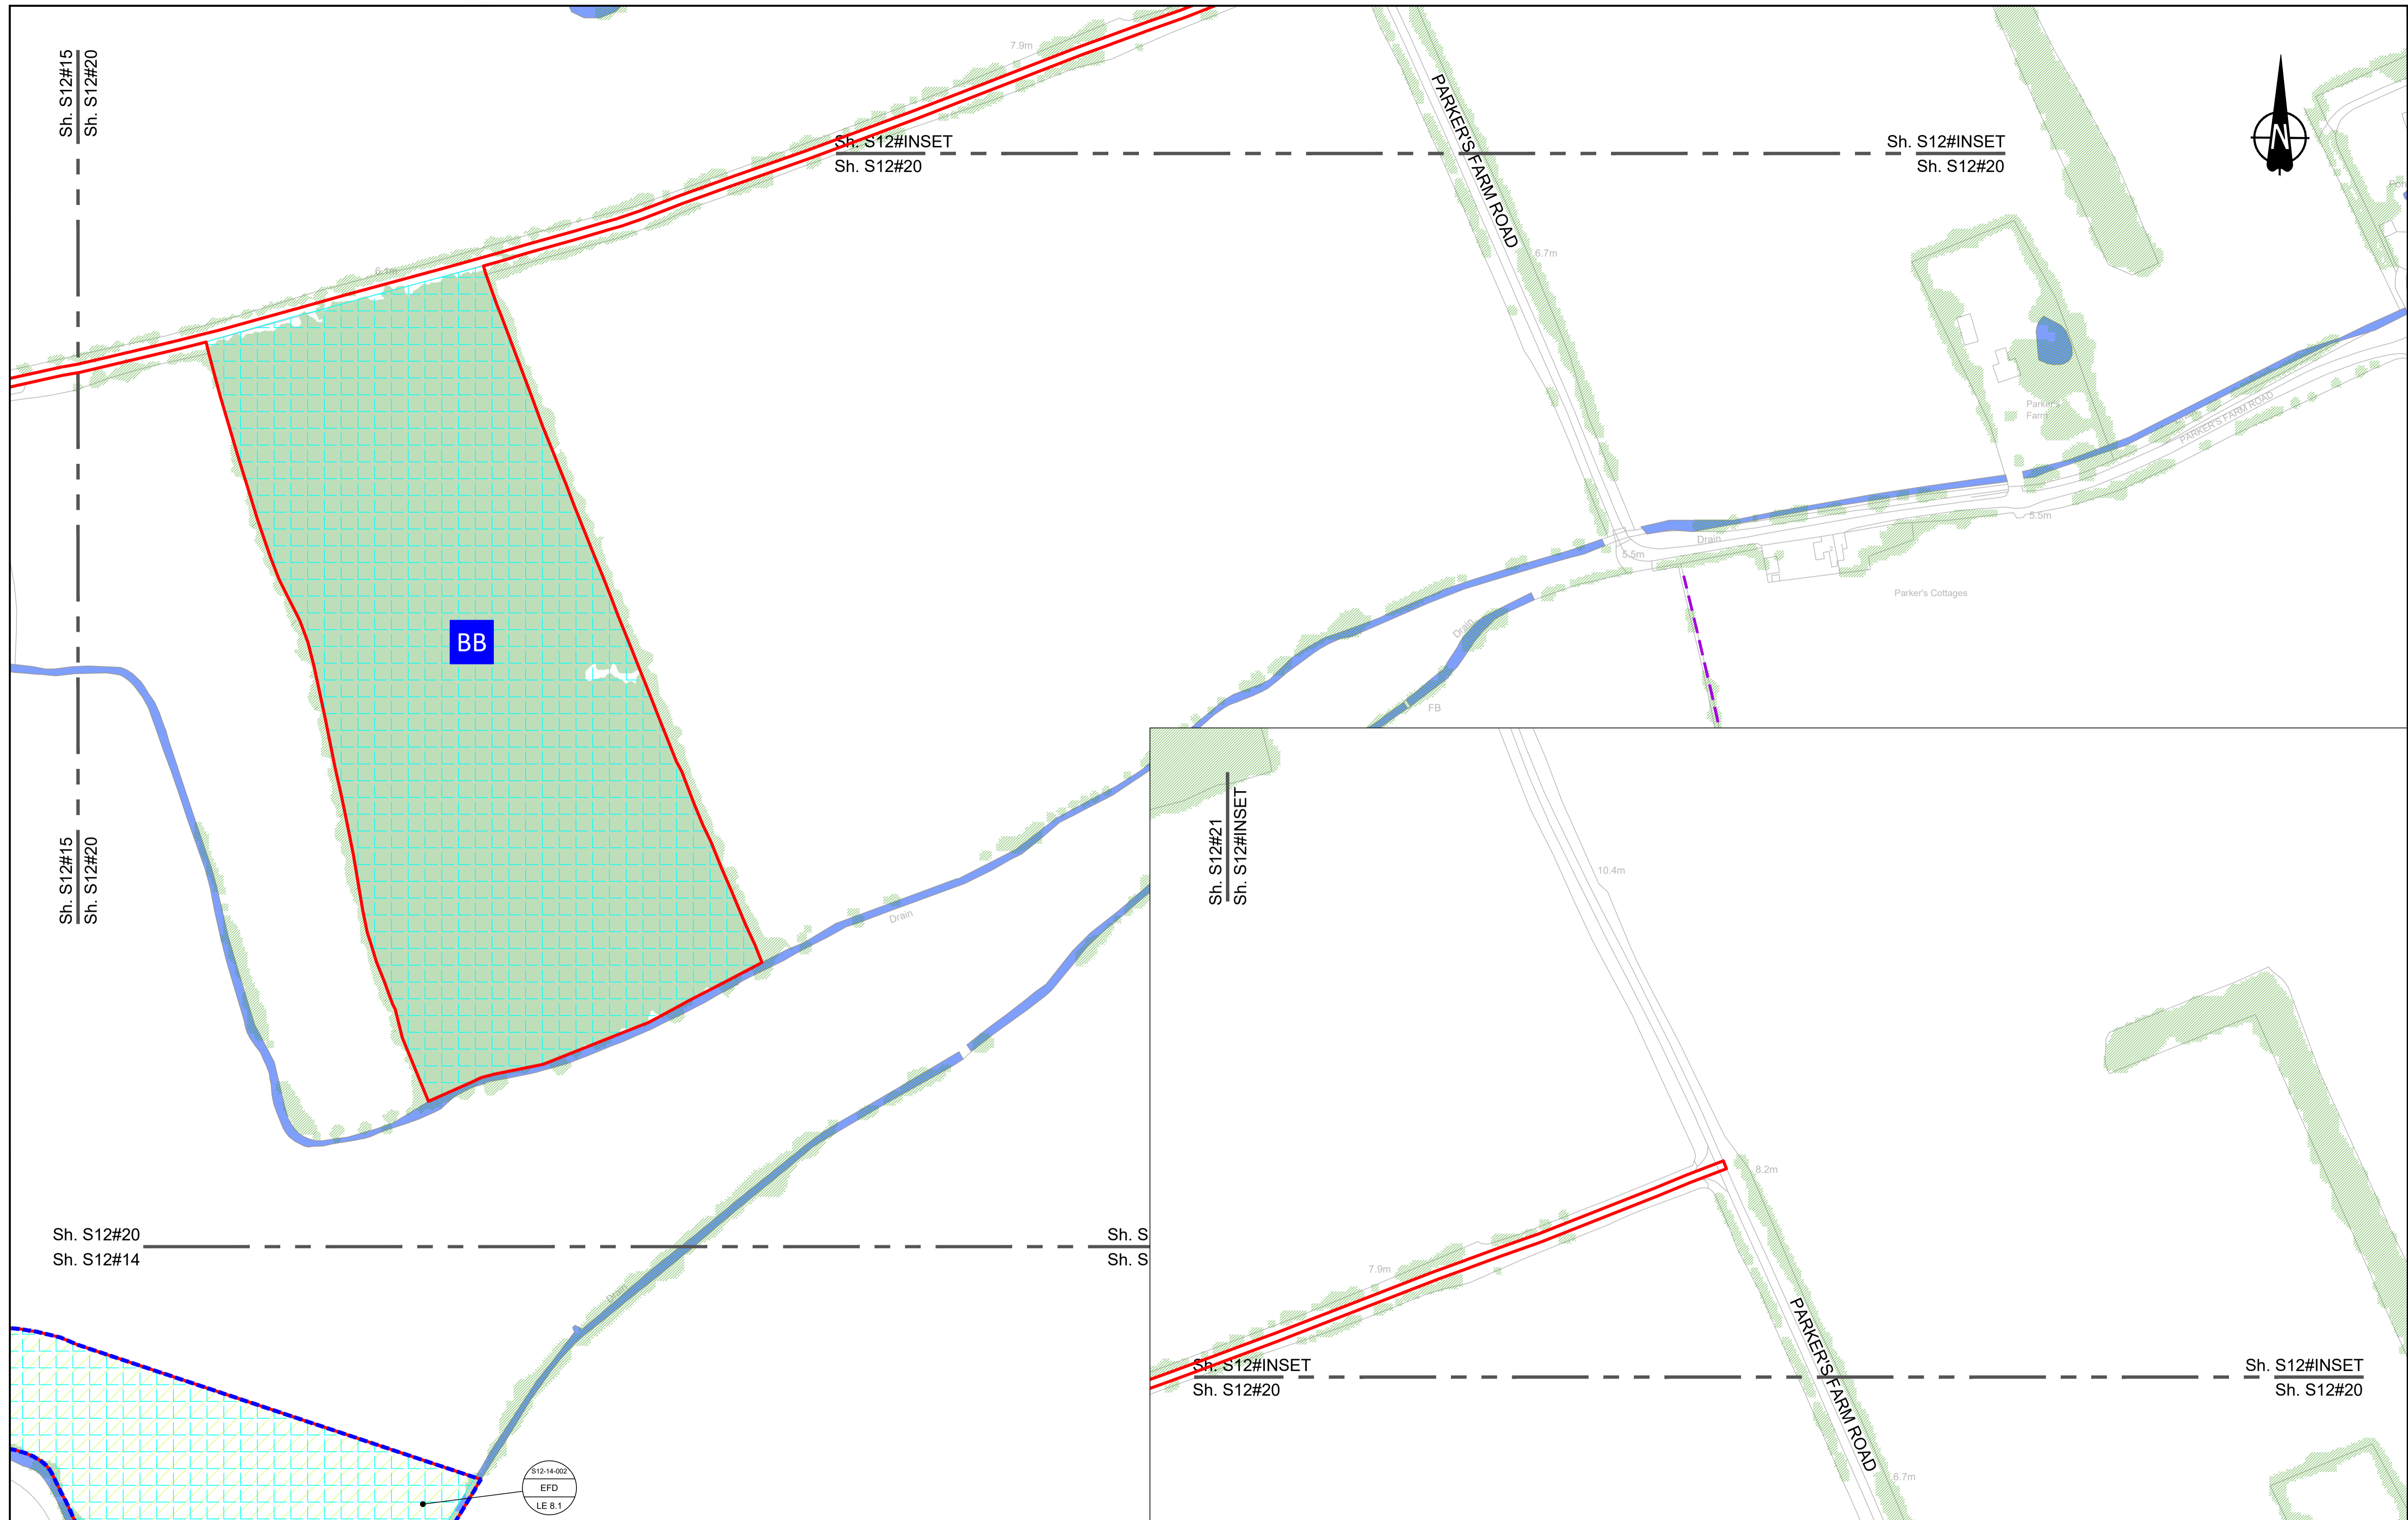 Sh. S12#15
Sh. S12#20
7.9m
PARKER'S FARM ROAD
Sh. S12#INSET
Sh. S12#20
Sh. S12#INSET
Sh. S12#20
N
6.1m
6.7m
Parker's
Farm
Drain
PARKER'S FARM ROAD
5.5m
Drain
5.5m
Parker's Cottages
BB
Drain
FB
Sh. S12#15
Sh. S12#20
Drain
Sh. S12#21
Sh. S12#INSET
10.4m
8.2m
7.9m
Sh. S12#20
Sh. S12#14
Sh. S
Sh. S
Drain
PARKER'S FARM ROAD
Sh. S12#INSET
Sh. S12#20
Sh. S12#INSET
Sh. S12#20
6.7m
S12-14-002
EFD
LE 8.1